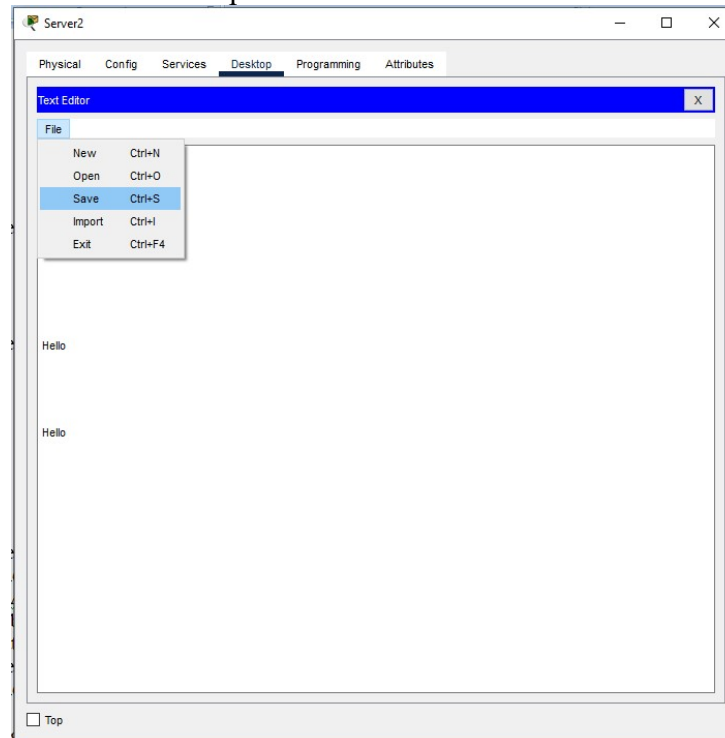 Server2
Physical Config Services Desktop Programming Attributes
Text Editor X
File
New Ctrl+N
Open Ctrl+O
Save Ctrl+S
Import Ctrl+I
Exit Ctrl+F4
Hello
Hello
Top